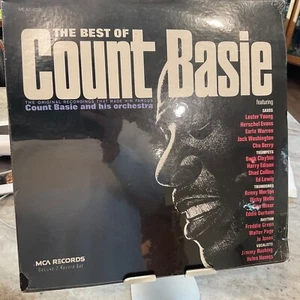 THE BEST OF
Count Basie
THE ORIGINAL RECORDINGS THAT MADE HIM FAMOUS
Count Basie and his orchestra
featuring
SAXES
Lester Young
Herschel Evans
Earle Warren
Jack Washington
Chu Berry
TRUMPETS
Buck Clayton
Harry Edison
Shad Collins
Ed Lewis
TROMBONES
Benny Morton
Dicky Wells
Eddie Durham
RHYTHM
Freddie Green
Walter Page
Jo Jones
VOCALISTS
Jimmy Rushing
Helen Humes
MCA RECORDS